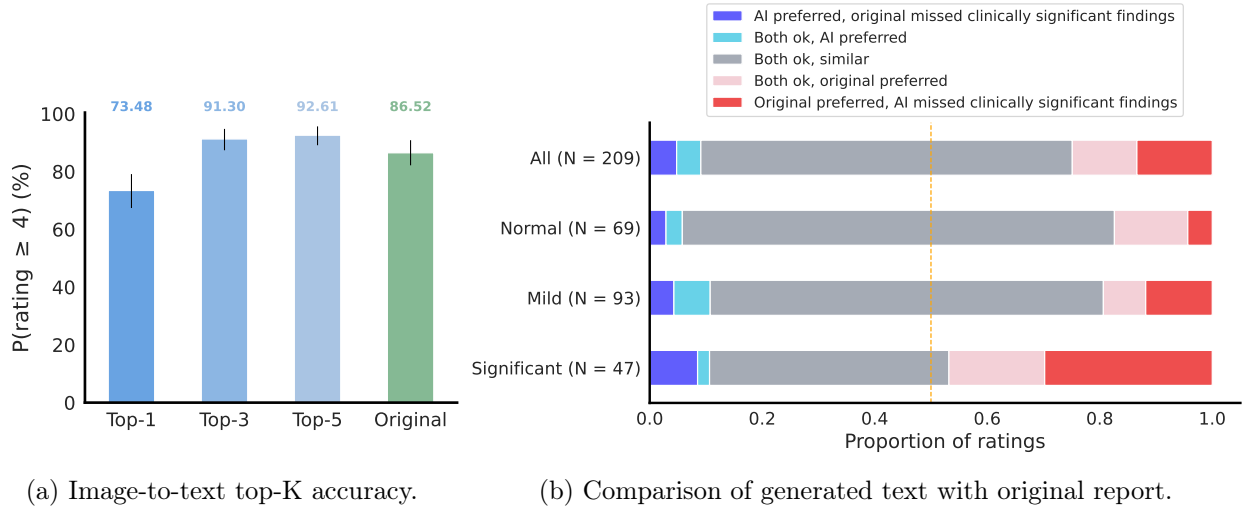 73.48 91.30 92.61 86.52
100
80
60
40
20
0
P(rating ≥ 4) (%)
Top-1 Top-3 Top-5 Original
(a) Image-to-text top-K accuracy.
AI preferred, original missed clinically significant findings
Both ok, AI preferred
Both ok, similar
Both ok, original preferred
Original preferred, AI missed clinically significant findings
All (N = 209)
Normal (N = 69)
Mild (N = 93)
Significant (N = 47)
0.0 0.2 0.4 0.6 0.8 1.0
Proportion of ratings
(b) Comparison of generated text with original report.